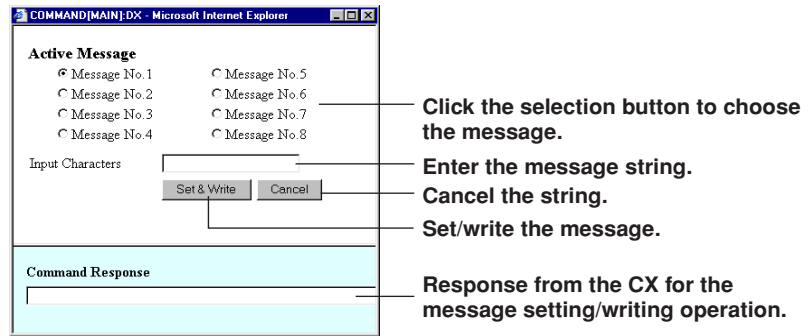 COMMAND[MAIN]:DX - Microsoft Internet Explorer
Active Message
Message No.1
Message No.5
Message No.2
Message No.6
Message No.3
Message No.7
Message No.4
Message No.8
Click the selection button to choose
the message.
Input Characters
Enter the message string.
Set & Write
Cancel
Cancel the string.
Set/write the message.
Command Response
Response from the CX for the
message setting/writing operation.